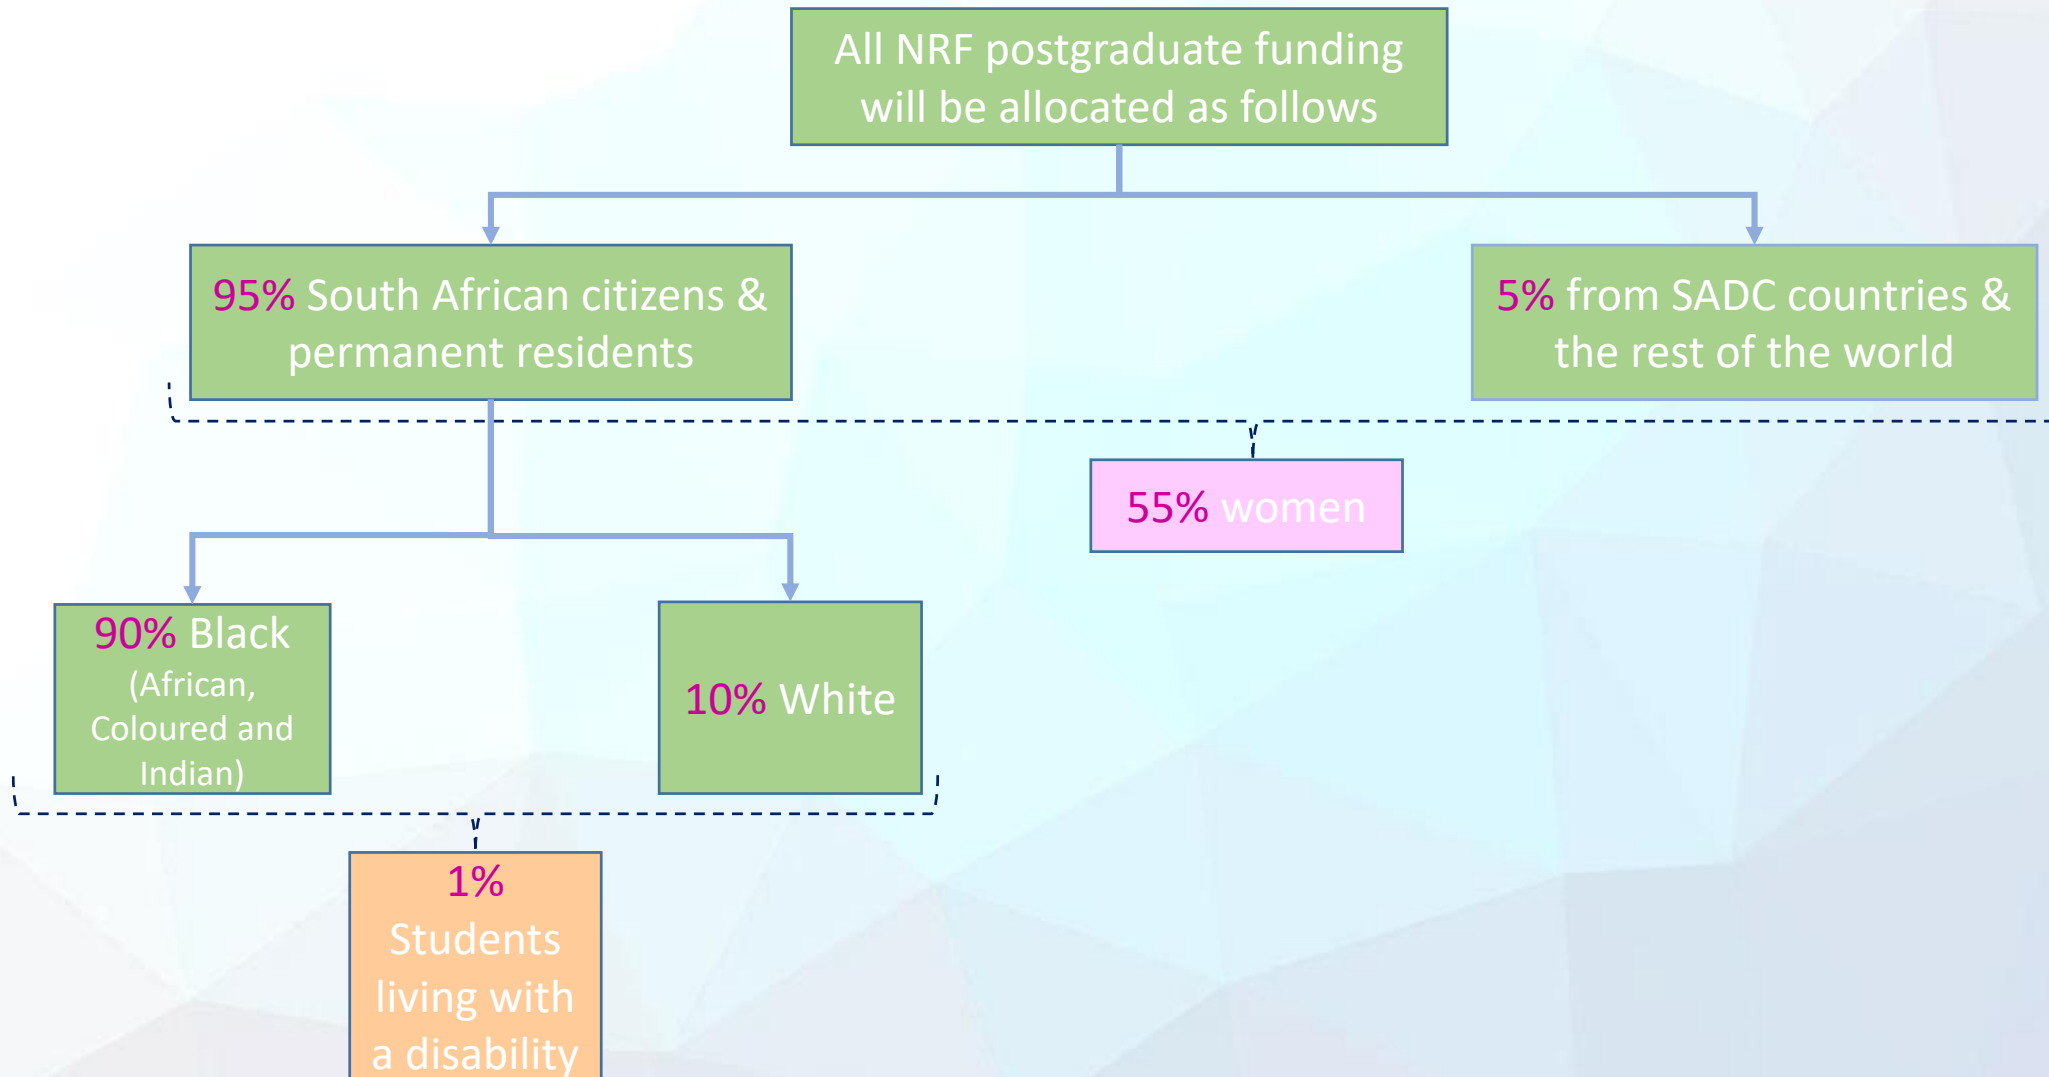 All NRF postgraduate funding
will be allocated as follows
95% South African citizens &
permanent residents
5% from SADC countries &
the rest of the world
55% women
90% Black
(African,
Coloured and
Indian)
10% White
1%
Students
living with
a disability